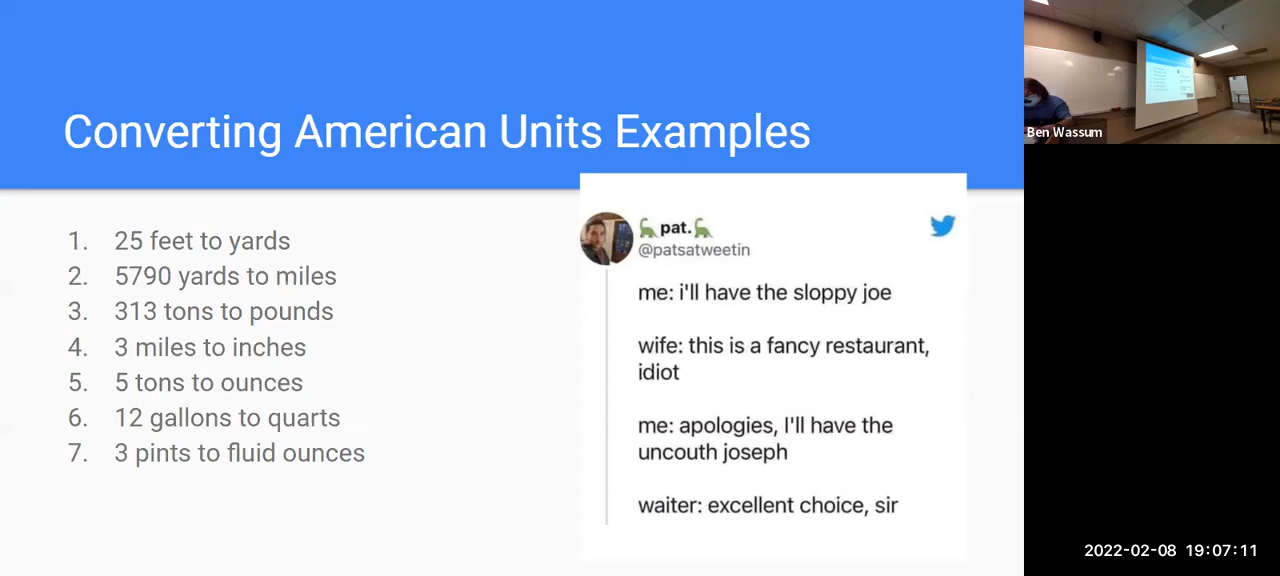 Converting American Units Examples
1. 25 feet to yards
2. 5790 yards to miles
3. 313 tons to pounds
4. 3 miles to inches
5. 5 tons to ounces
6. 12 gallons to quarts
7. 3 pints to fluid ounces
🦕pat.🦕
@patsatweetin
me: i'll have the sloppy joe
wife: this is a fancy restaurant,
idiot
me: apologies, I'll have the
uncouth joseph
waiter: excellent choice, sir
Ben Wassum
2022-02-08 19:07:11